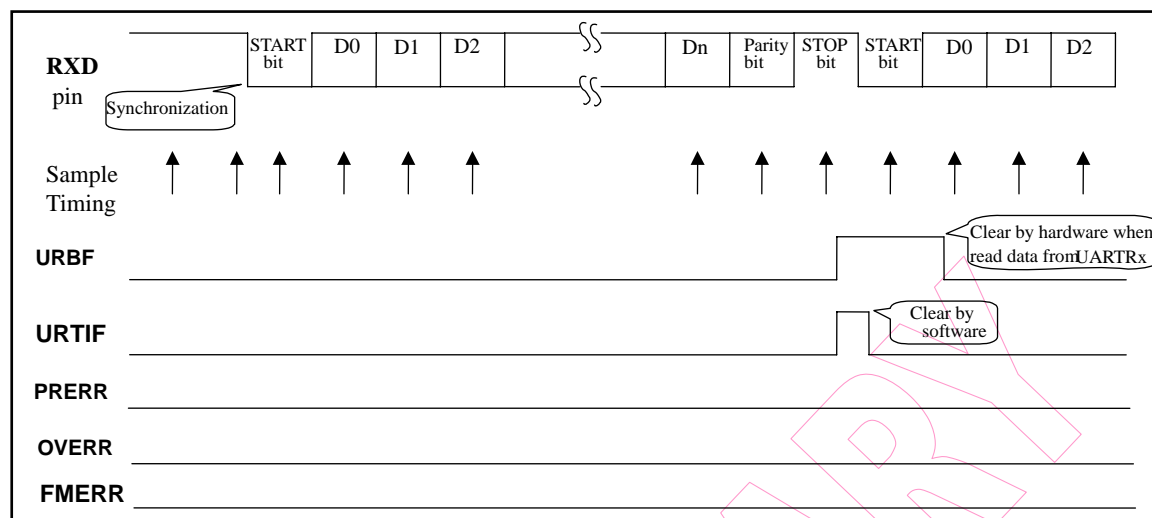 START bit D0 D1 D2 Dn Parity bit STOP bit START bit D0 D1 D2
RXD
pin
Synchronization
Sample
Timing
URBF
Clear by hardware when
read data from UARTRx
URTIF
Clear by
software
PRERR
OVERR
FMERR